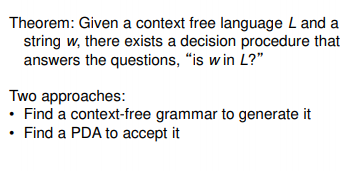 Theorem: Given a context free language L and a
string w, there exists a decision procedure that
answers the questions, “is w in L?”
Two approaches:
• Find a context-free grammar to generate it
• Find a PDA to accept it